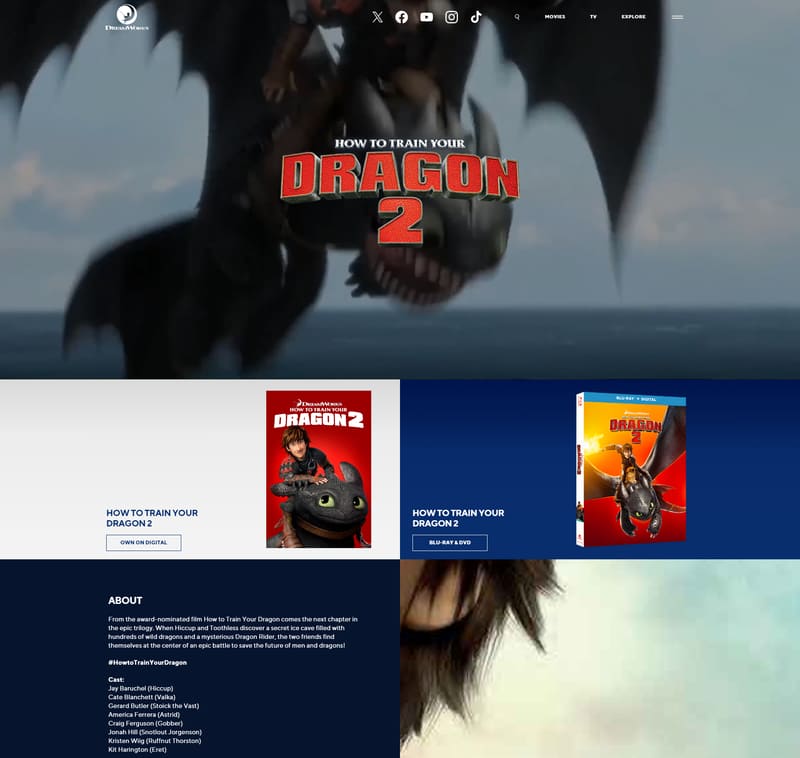 DREAMWORKS
MOVIES
TV
EXPLORE
HOW TO TRAIN YOUR
DRAGON
2
DREAMWORKS
HOW TO TRAIN YOUR
DRAGON 2
HOW TO TRAIN YOUR
DRAGON 2
OWN ON DIGITAL
BLU-RAY + DIGITAL
DRAGON
2
HOW TO TRAIN YOUR
DRAGON 2
BLU-RAY & DVD
ABOUT
From the award-nominated film How to Train Your Dragon comes the next chapter in
the epic trilogy. When Hiccup and Toothless discover a secret ice cave filled with
hundreds of wild dragons and a mysterious Dragon Rider, the two friends find
themselves at the center of an epic battle to save the future of men and dragons!
#HowtoTrainYourDragon
Cast:
Jay Baruchel (Hiccup)
Cate Blanchett (Valka)
Gerard Butler (Stoick the Vast)
America Ferrera (Astrid)
Craig Ferguson (Gobber)
Jonah Hill (Snotlout Jorgenson)
Kristen Wiig (Ruffnut Thorston)
Kit Harington (Eret)